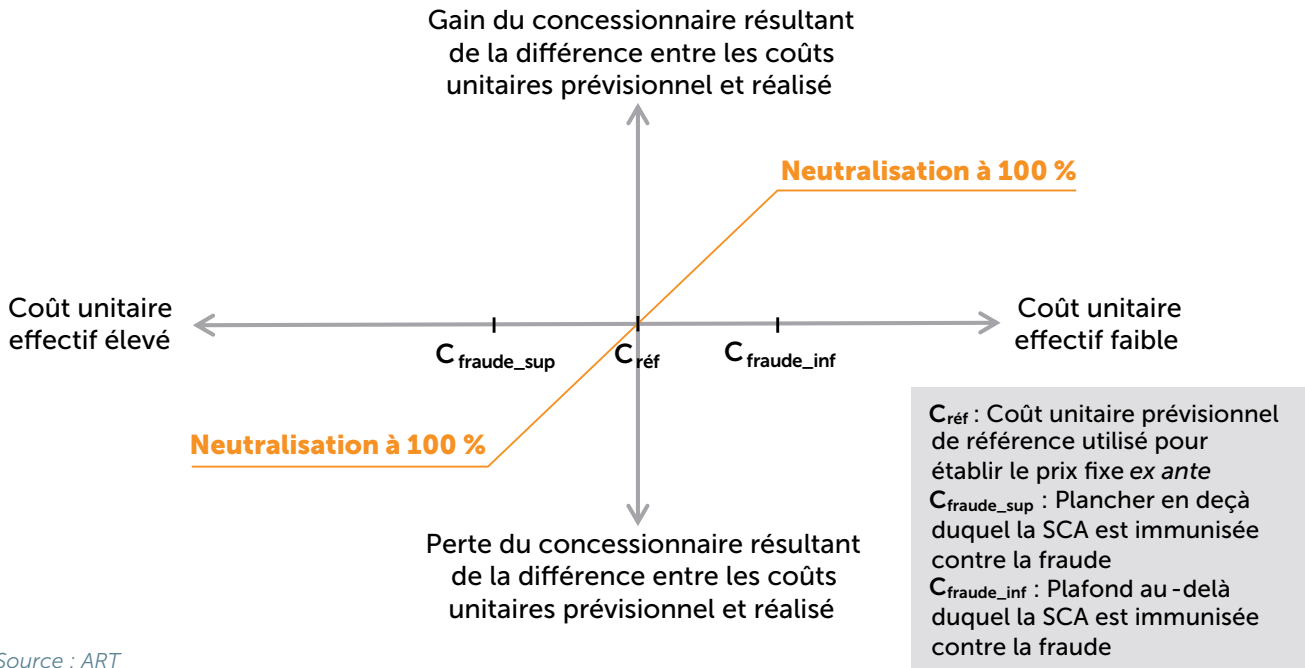 Gain du concessionnaire résultant
de la différence entre les coûts
unitaires prévisionnel et réalisé
Neutralisation à 100 %
Coût unitaire
effectif élevé
Coût unitaire
effectif faible
C fraude_sup
C réf
C fraude_inf
Neutralisation à 100 %
Perte du concessionnaire résultant
de la différence entre les coûts
unitaires prévisionnel et réalisé
Créf : Coût unitaire prévisionnel
de référence utilisé pour
établir le prix fixe ex ante
Cfraude_sup : Plancher en deçà
duquel la SCA est immunisée
contre la fraude
Cfraude_inf : Plafond au-delà
duquel la SCA est immunisée
contre la fraude
Source : ART